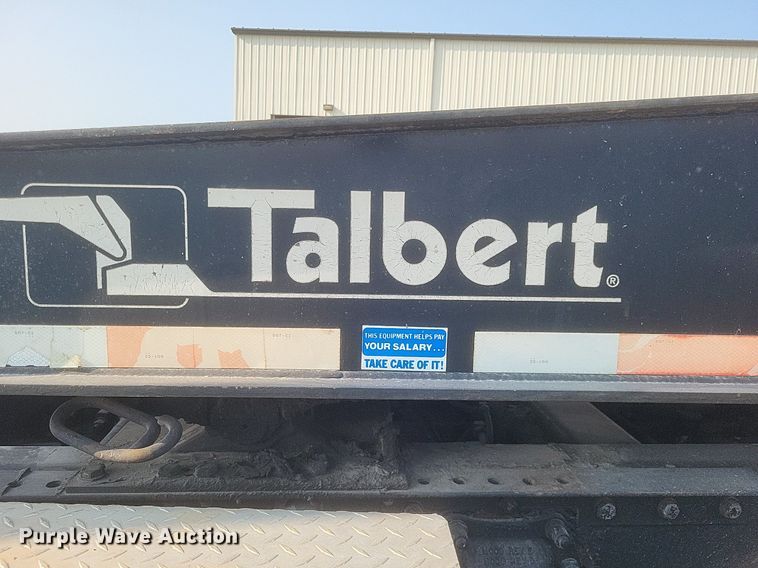 Talbert®
THIS EQUIPMENT HELPS PAY
YOUR SALARY...
TAKE CARE OF IT!
Purple Wave Auction®